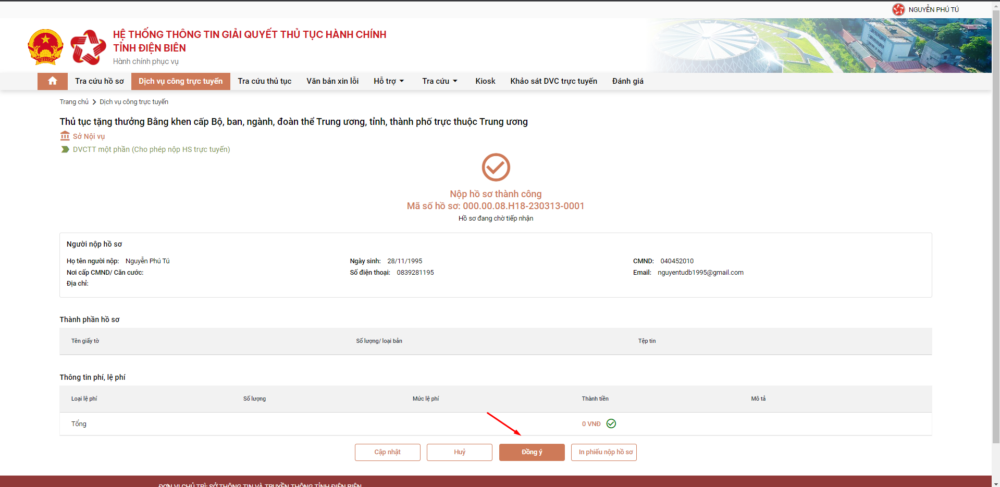 NGUYỄN PHÚ TÚ
HỆ THỐNG THÔNG TIN GIẢI QUYẾT THỦ TỤC HÀNH CHÍNH
TỈNH ĐIỆN BIÊN
Hành chính phục vụ
Tra cứu hồ sơ Dịch vụ công trực tuyến Tra cứu thủ tục Văn bản xin lỗi Hỗ trợ Tra cứu Kiosk Khảo sát DVC trực tuyến Đánh giá
Trang chủ > Dịch vụ công trực tuyến
Thủ tục tặng thưởng Bằng khen cấp Bộ, ban, ngành, đoàn thể Trung ương, tỉnh, thành phố trực thuộc Trung ương
Sở Nội vụ
DVCTT một phần (Cho phép nộp HS trực tuyến)
Nộp hồ sơ thành công
Mã số hồ sơ: 000.00.08.H18-230313-0001
Hồ sơ đang chờ tiếp nhận
Người nộp hồ sơ
Họ tên người nộp: Nguyễn Phú Tú Ngày sinh: 28/11/1995 CMND: 040452010
Nơi cấp CMND/ Căn cước: Số điện thoại: 0839281195 Email: nguyentudb1995@gmail.com
Địa chỉ:
Thành phần hồ sơ
Tên giấy tờ Số lượng/ loại bản Tệp tin
Thông tin phí, lệ phí
Loại lệ phí Số lượng Mức lệ phí Thành tiền Mô tả
Tổng 0 VNĐ
Cập nhật Huỷ Đồng ý In phiếu nộp hồ sơ
ĐƠN VỊ CHỦ TRÌ: SỞ THÔNG TIN VÀ TRUYỀN THÔNG TỈNH ĐIỆN BIÊN